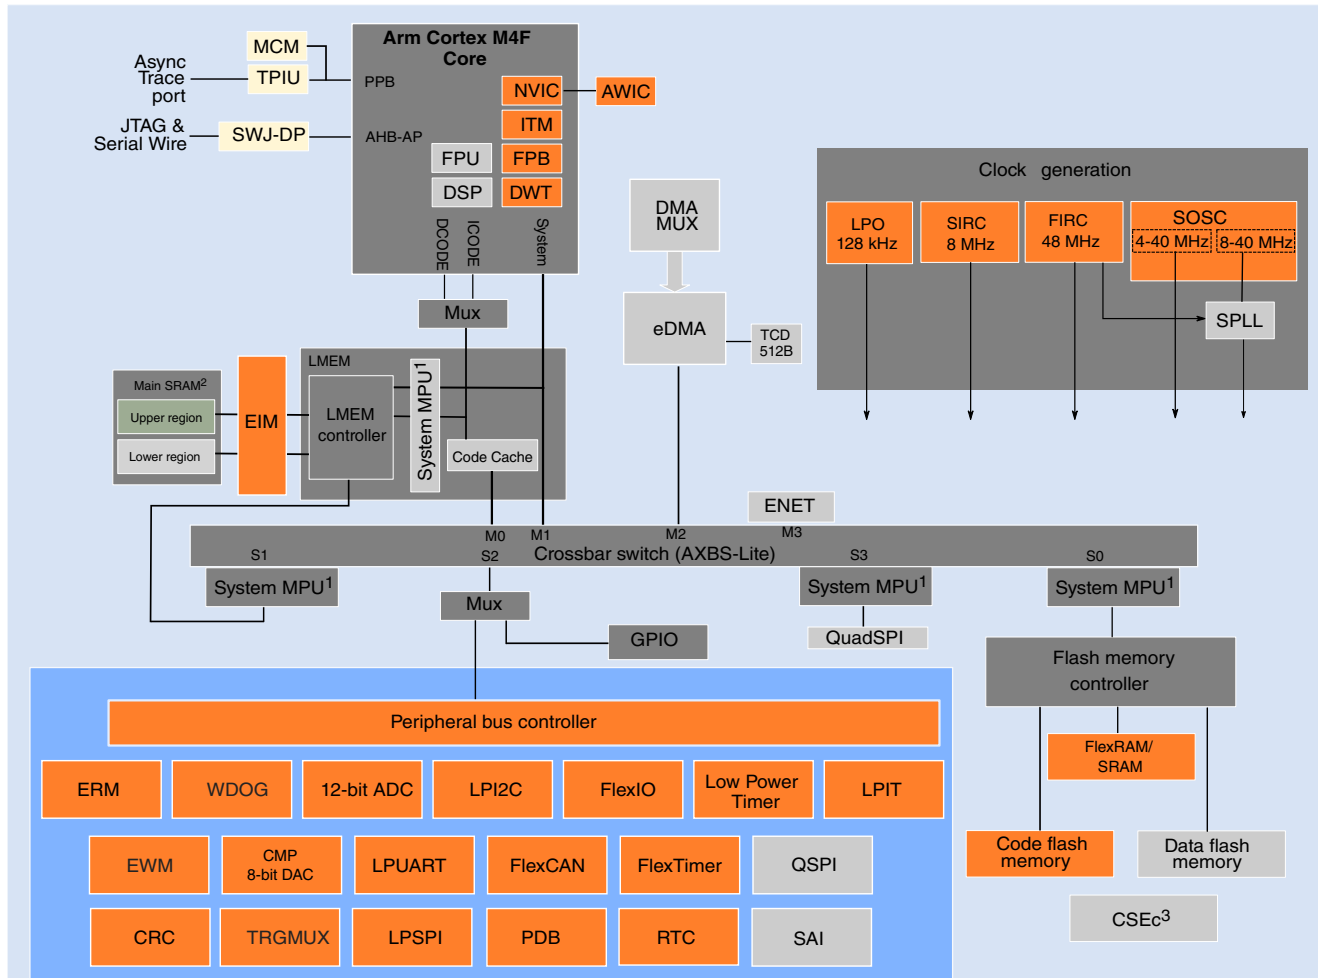 Arm Cortex M4F
Core
MCM
Async
Trace
port
TPIU
PPB
NVIC
AWIC
ITM
JTAG &
Serial Wire
SWJ-DP
AHB-AP
FPU
FPB
DSP
DWT
DCODE
ICODE
System
Mux
DMA
MUX
eDMA
TCD
512B
Clock generation
LPO
128 kHz
SIRC
8 MHz
FIRC
48 MHz
SOSC
4-40 MHz
8-40 MHz
SPLL
LMEM
Main SRAM2
Upper region
Lower region
EIM
LMEM
controller
System MPU1
Code Cache
ENET
M0
M1
M2
M3
Crossbar switch (AXBS-Lite)
S1
S2
S3
S0
System MPU1
Mux
System MPU1
System MPU1
GPIO
QuadSPI
Flash memory
controller
FlexRAM/
SRAM
Code flash
memory
Data flash
memory
CSEc3
Peripheral bus controller
ERM
WDOG
12-bit ADC
LPI2C
FlexIO
Low Power
Timer
LPIT
EWM
CMP
8-bit DAC
LPUART
FlexCAN
FlexTimer
QSPI
CRC
TRGMUX
LPSPI
PDB
RTC
SAI